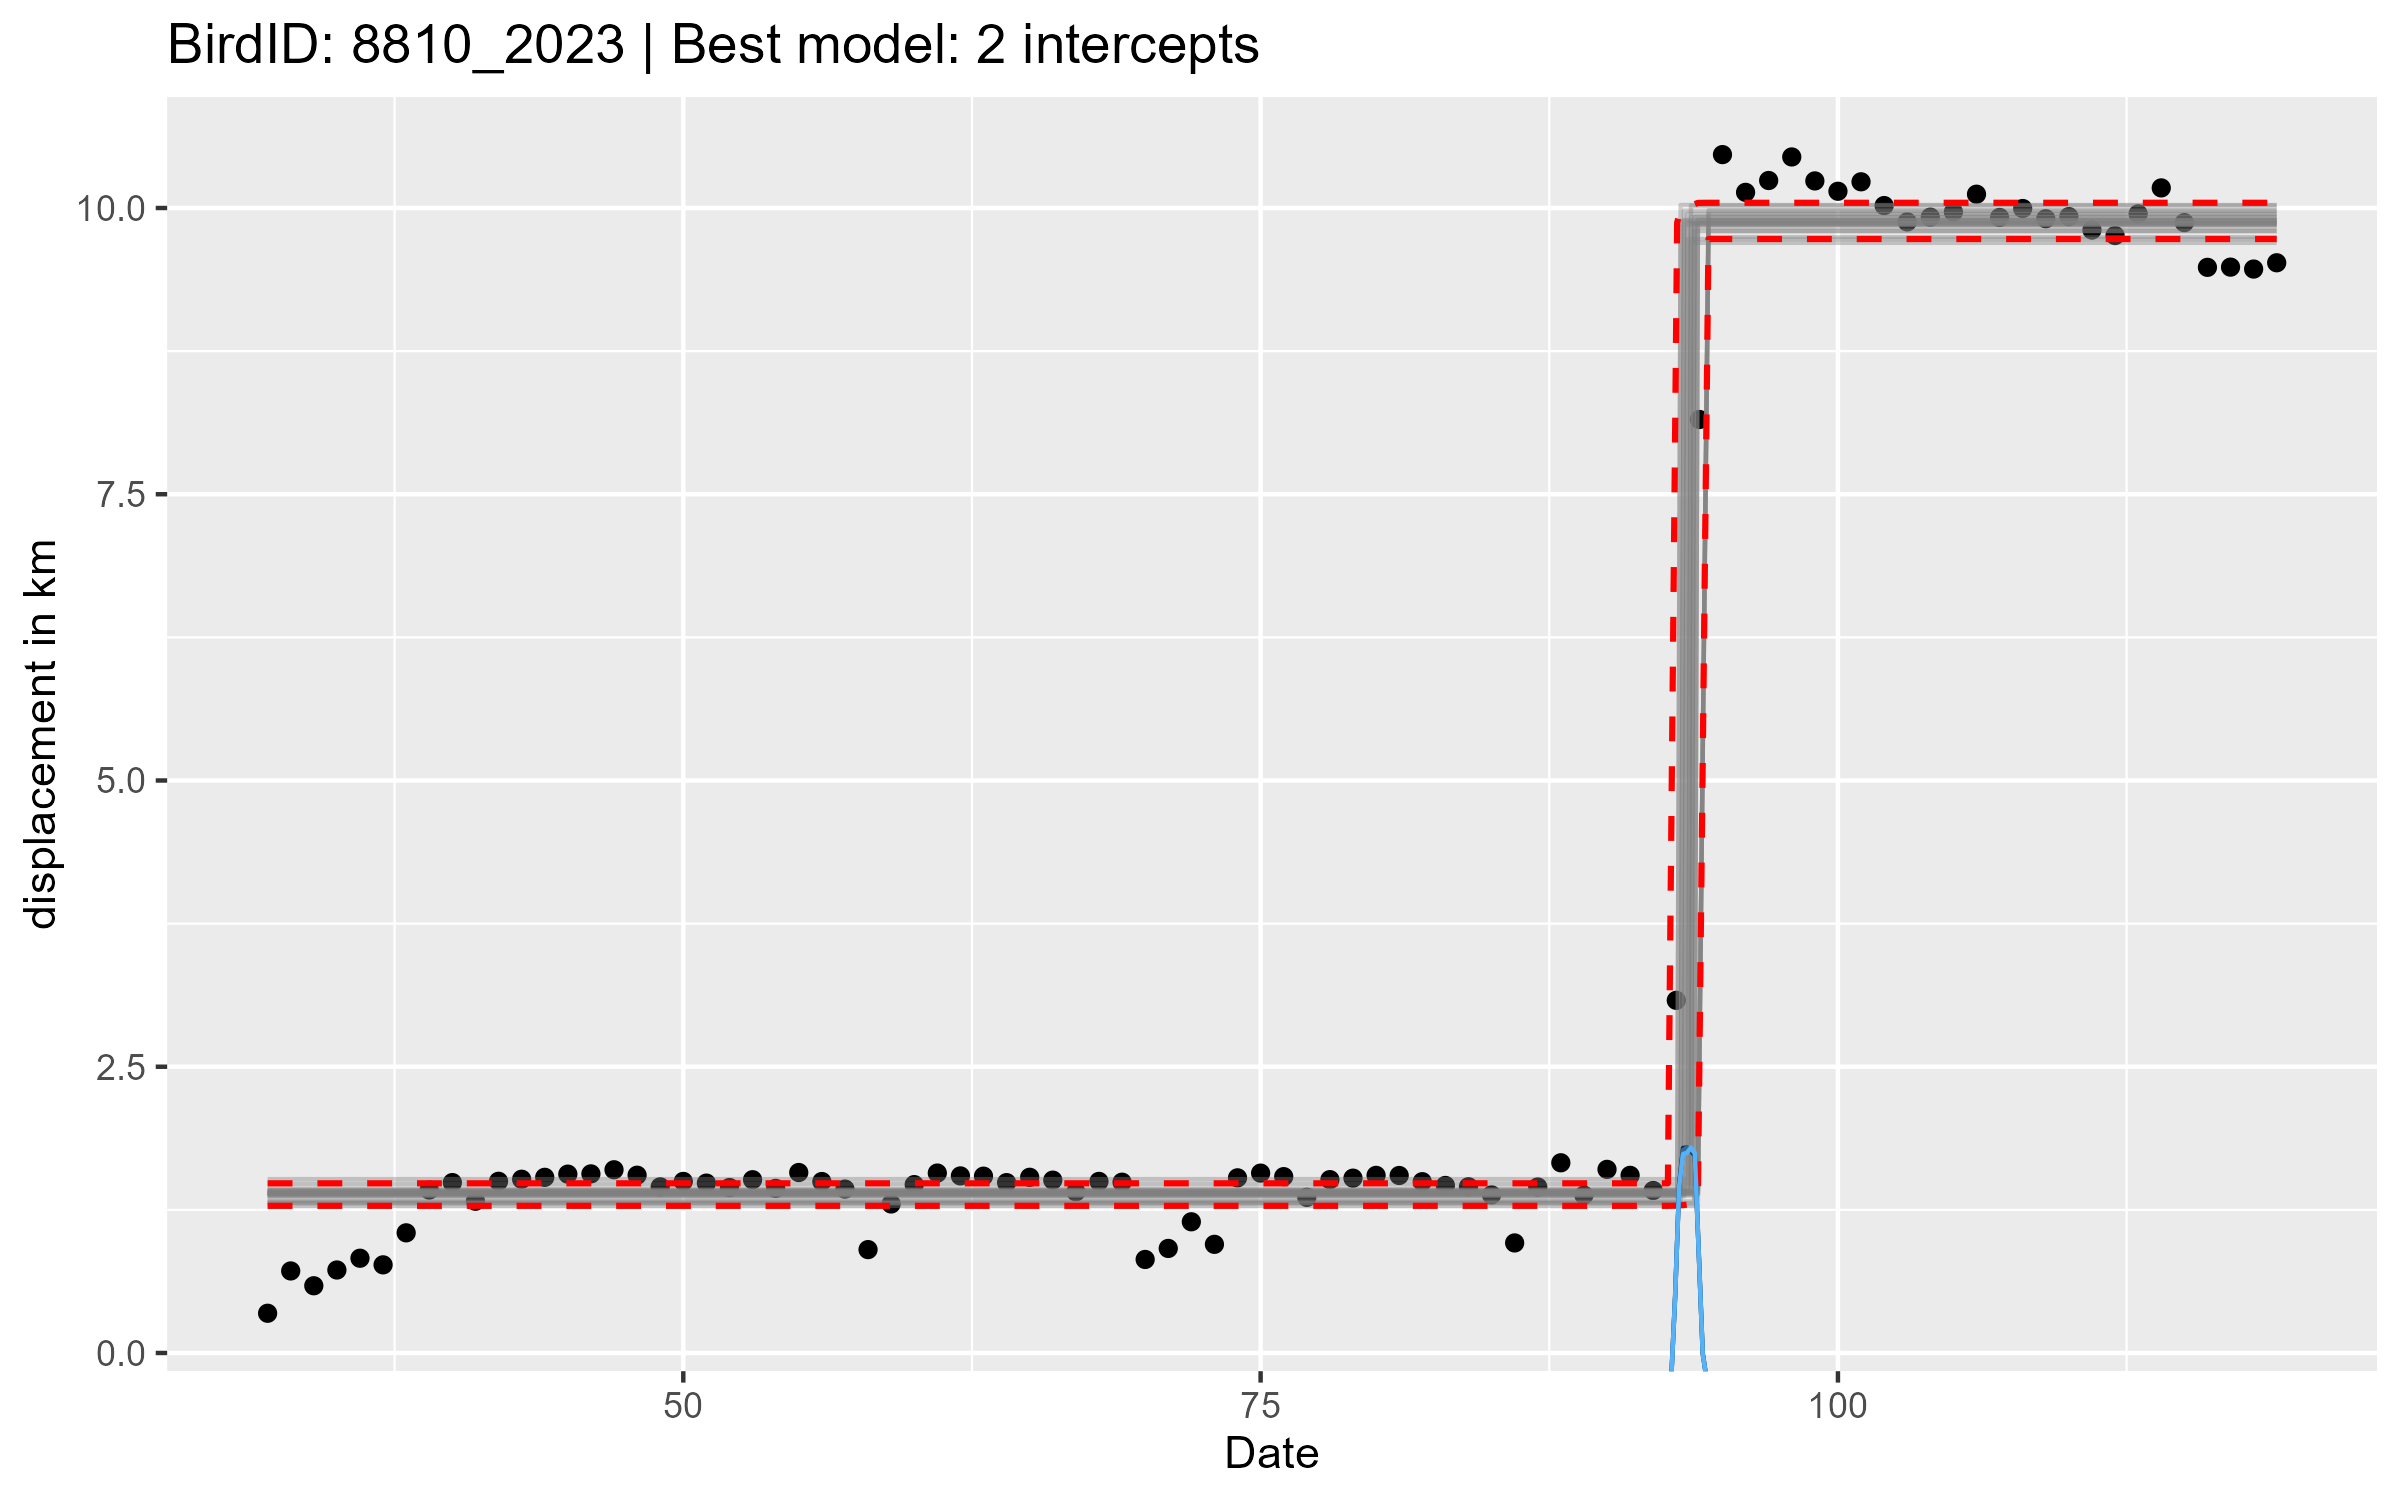 BirdID: 8810_2023 | Best model: 2 intercepts
displacement in km
10.0
7.5
5.0
2.5
0.0
50
75
100
Date